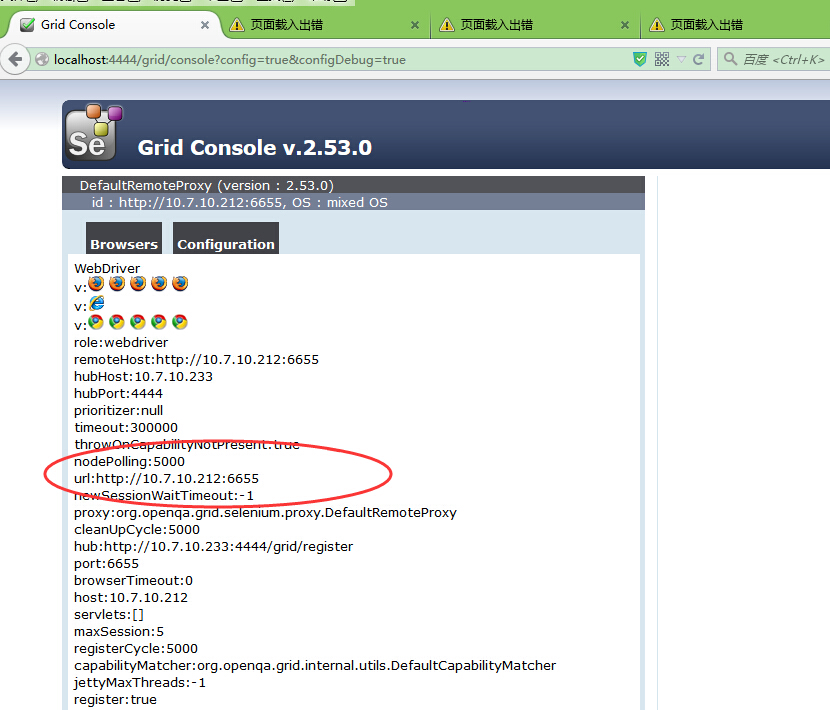 Grid Console
页面载入出错
页面载入出错
页面载入出错
localhost:4444/grid/console?config=true&configDebug=true
百度 <Ctrl+K>
Se
Grid Console v.2.53.0
DefaultRemoteProxy (version : 2.53.0)
id : http://10.7.10.212:6655, OS : mixed OS
Browsers
Configuration
WebDriver
v:
v:
v:
role:webdriver
remoteHost:http://10.7.10.212:6655
hubHost:10.7.10.233
hubPort:4444
prioritizer:null
timeout:300000
throwOnCapabilityNotPresent:true
nodePolling:5000
url:http://10.7.10.212:6655
newSessionWaitTimeout:-1
proxy:org.openqa.grid.selenium.proxy.DefaultRemoteProxy
cleanUpCycle:5000
hub:http://10.7.10.233:4444/grid/register
port:6655
browserTimeout:0
host:10.7.10.212
servlets:[]
maxSession:5
registerCycle:5000
capabilityMatcher:org.openqa.grid.internal.utils.DefaultCapabilityMatcher
jettyMaxThreads:-1
register:true